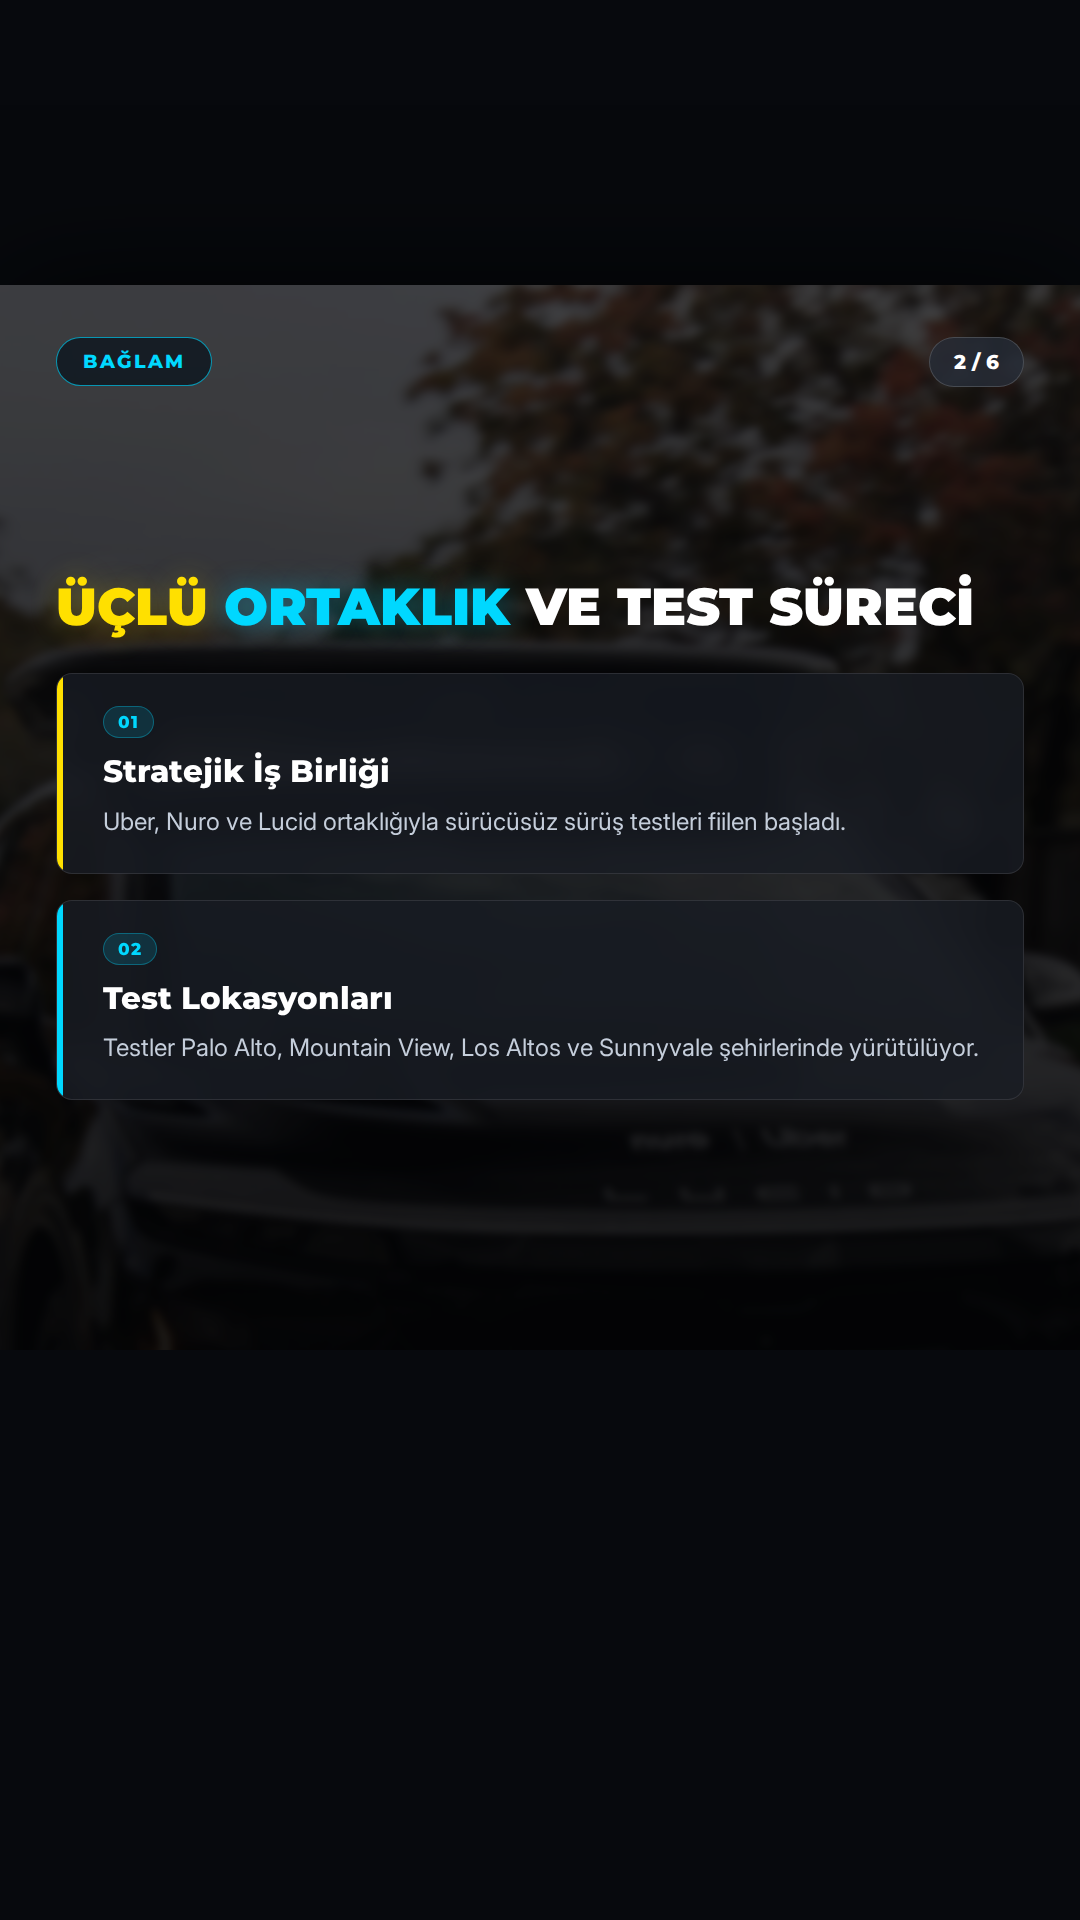 BAĞLAM
2 / 6
ÜÇLÜ ORTAKLIK VE TEST SÜRECİ
01
Stratejik İş Birliği
Uber, Nuro ve Lucid ortaklığıyla sürücüsüz sürüş testleri fiilen başladı.
02
Test Lokasyonları
Testler Palo Alto, Mountain View, Los Altos ve Sunnyvale şehirlerinde yürütülüyor.